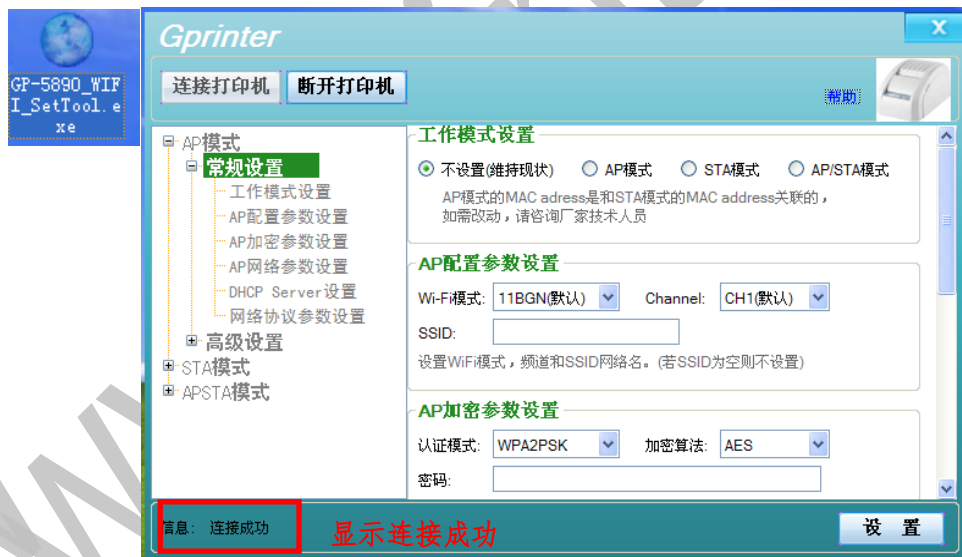 GP-5890_WIF
I_SetTool.e
xe
Gprinter
X
连接打印机
断开打印机
帮助
AP模式
常规设置
工作模式设置
AP配置参数设置
AP加密参数设置
AP网络参数设置
DHCP Server设置
网络协议参数设置
高级设置
STA模式
APSTA模式
工作模式设置
不设置(维持现状) AP模式 STA模式 AP/STA模式
AP模式的MAC adress是和STA模式的MAC address关联的，
如需改动，请咨询厂家技术人员
AP配置参数设置
Wi-Fi模式: 11BGN(默认) Channel: CH1(默认)
SSID:
设置WiFi模式，频道和SSID网络名。(若SSID为空则不设置)
AP加密参数设置
认证模式: WPA2PSK 加密算法: AES
密码:
信息: 连接成功
显示连接成功
设 置